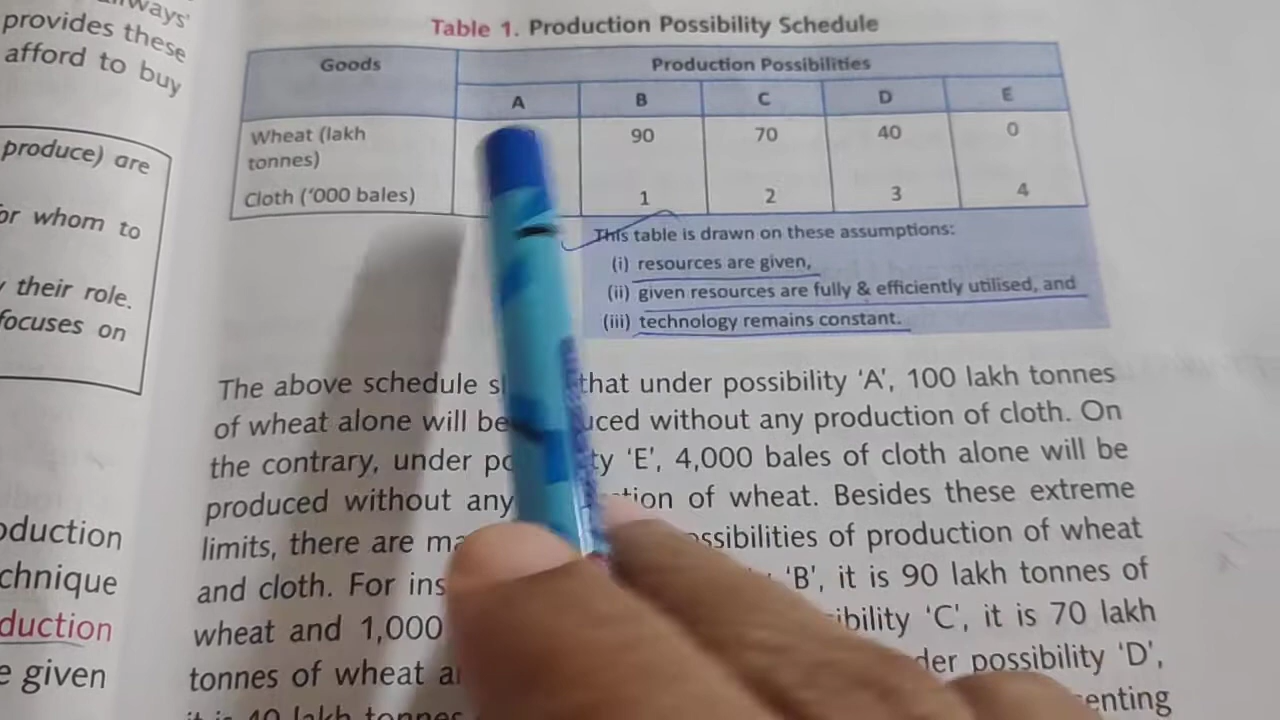 ways'
provides these
afford to buy
produce) are
or whom to
their role.
focuses on
oduction
chnique
duction
e given
Table 1. Production Possibility Schedule
Goods Production Possibilities
A B C D E
Wheat (lakh tonnes) 90 70 40 0
Cloth ('000 bales) 1 2 3 4
This table is drawn on these assumptions:
(i) resources are given,
(ii) given resources are fully & efficiently utilised, and
(iii) technology remains constant.
The above schedule that under possibility 'A', 100 lakh tonnes
of wheat alone will be uced without any production of cloth. On
the contrary, under ty 'E', 4,000 bales of cloth alone will be
produced without any tion of wheat. Besides these extreme
limits, there are ssibilities of production of wheat
and cloth. For ins 'B', it is 90 lakh tonnes of
wheat and 1,000 ibility 'C', it is 70 lakh
tonnes of wheat der possibility 'D',
it is 40 lakh tonnes enting